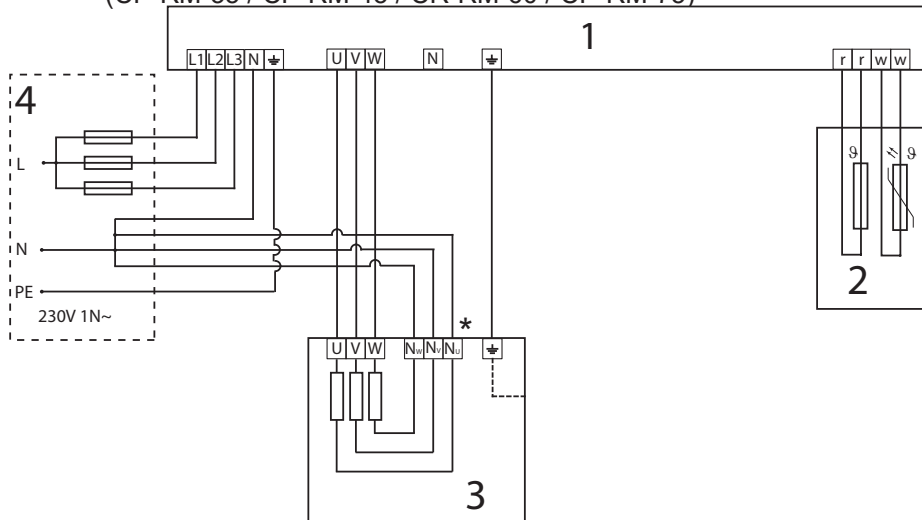 1
L1 L2 L3 N ⏚ U V W N ⏚ r r w w
4
L
ϑ ϑ
N
2
PE
230V 1N~
*
U V W Nw Nv Nu ⏚
3